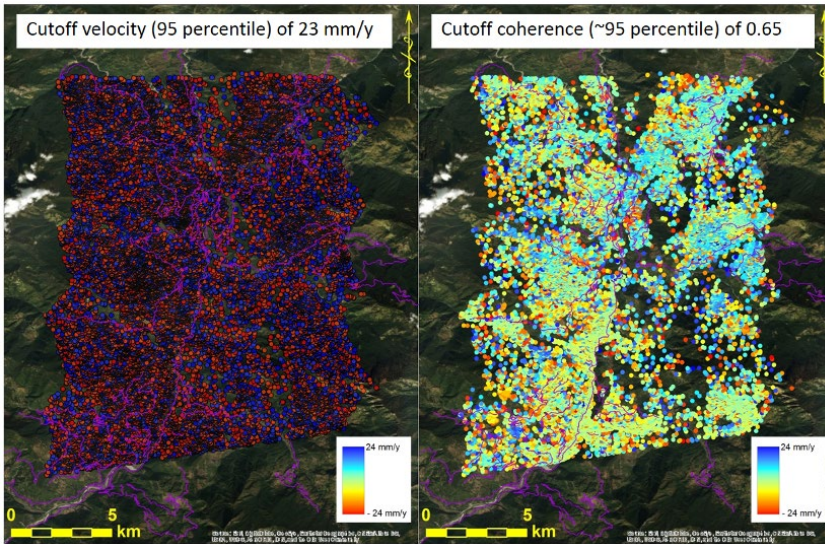 Cutoff velocity (95 percentile) of 23 mm/y
Cutoff coherence (~95 percentile) of 0.65
24 mm/y
- 24 mm/y
0 5
km
24 mm/y
- 24 mm/y
0 5
km